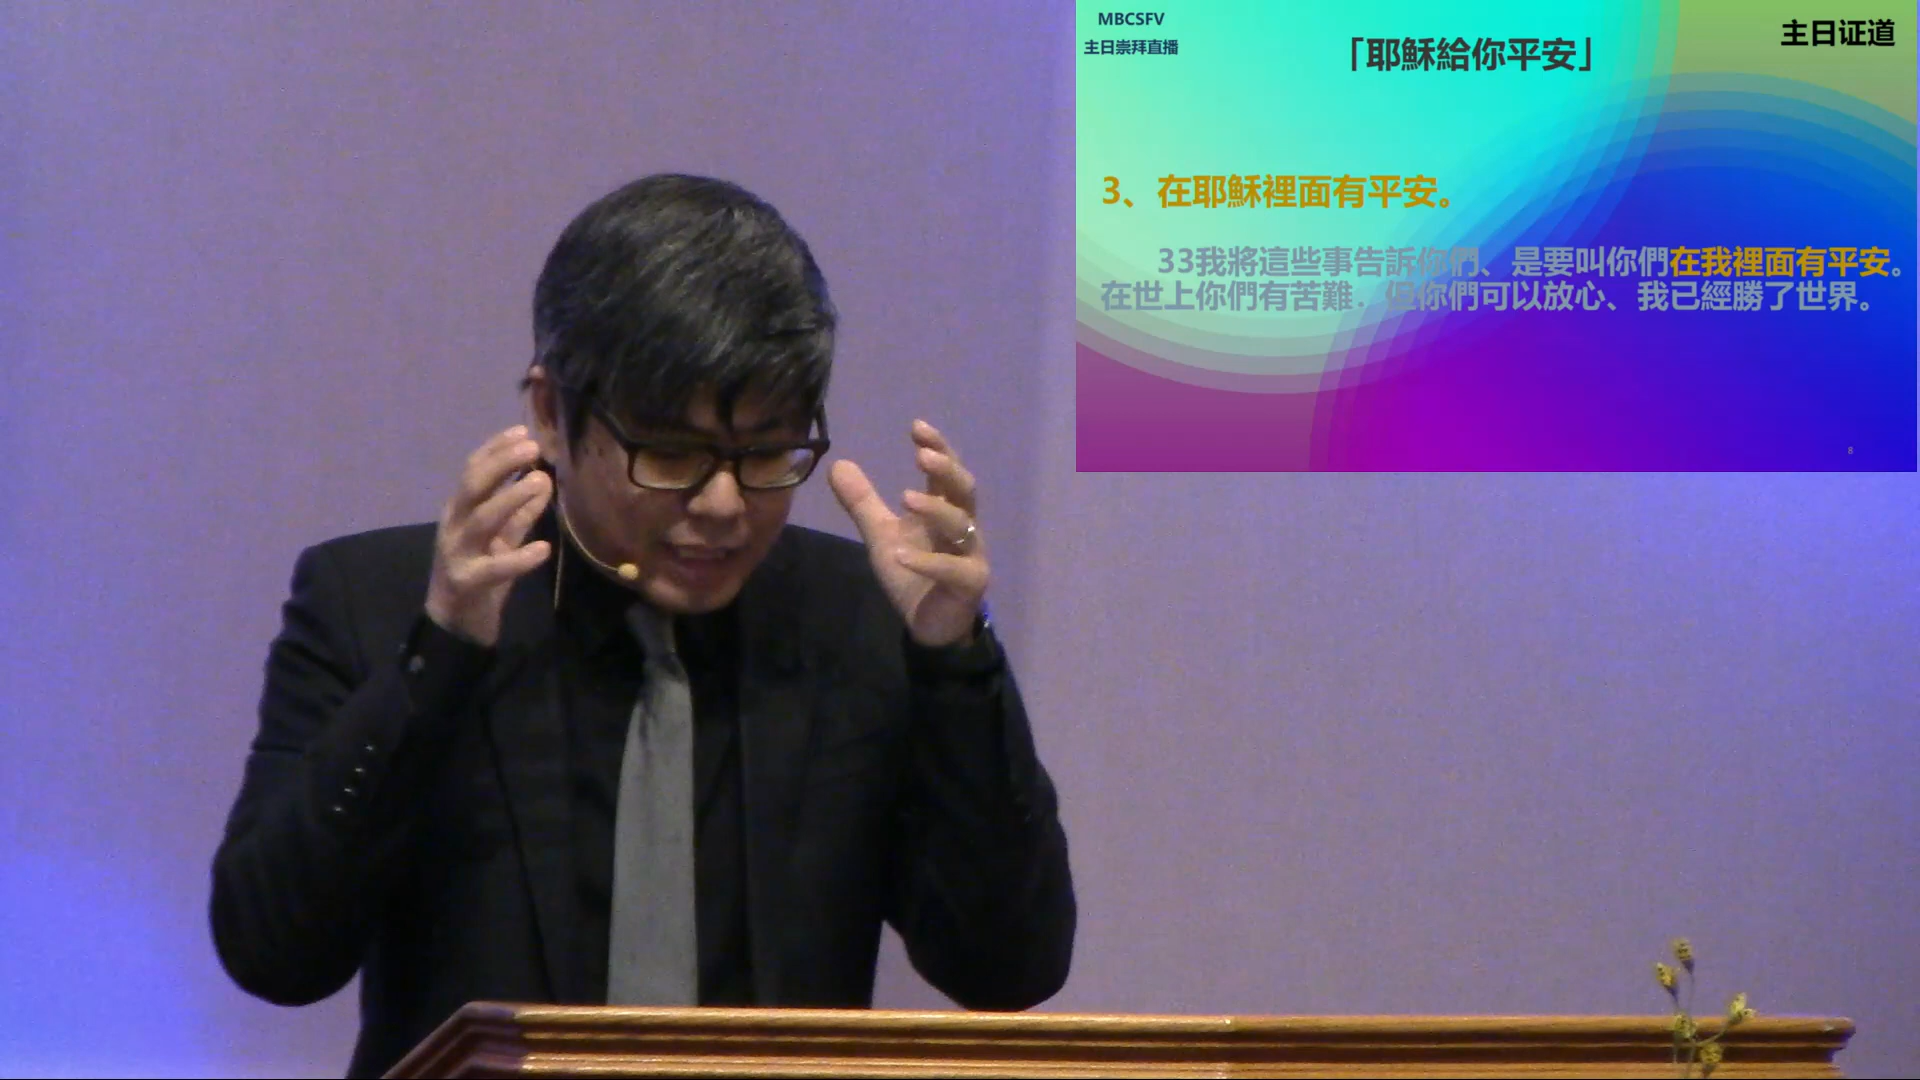 MBCSFV
主日崇拜直播
「耶穌給你平安」
主日证道
3、在耶穌裡面有平安。
33我將這些事告訴你們、是要叫你們在我裡面有平安。
在世上你們有苦難．但你們可以放心、我已經勝了世界。
8